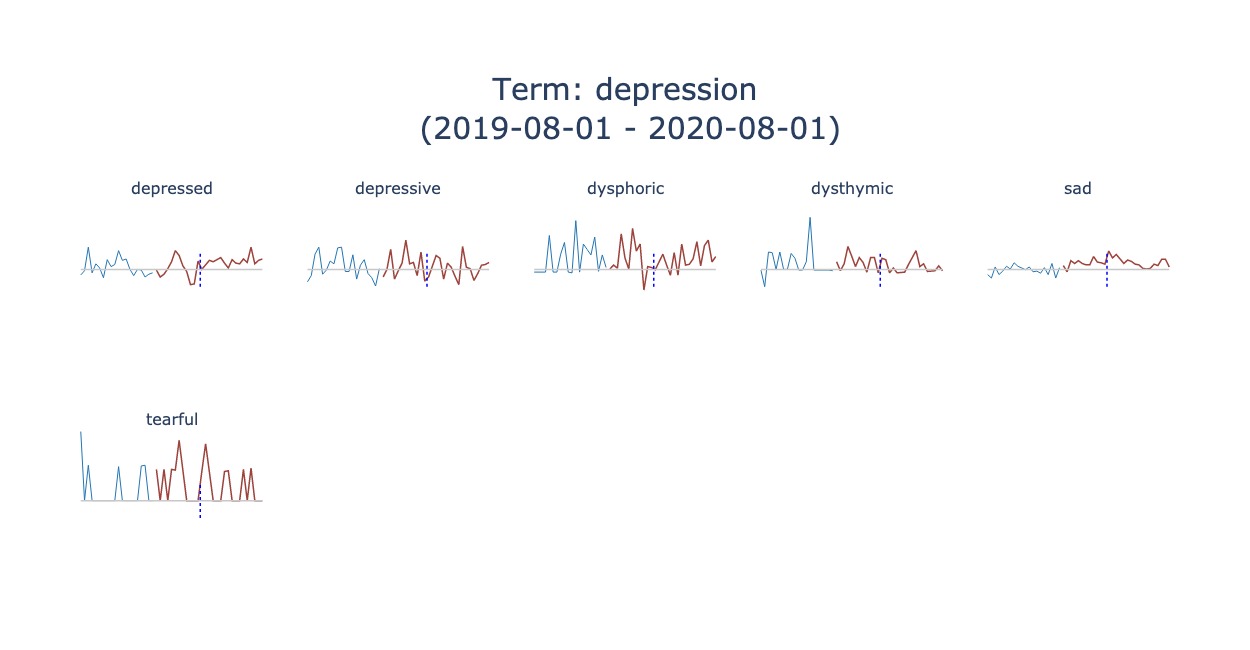 Term: depression
(2019-08-01 - 2020-08-01)
depressed
depressive
dysphoric
dysthymic
sad
tearful